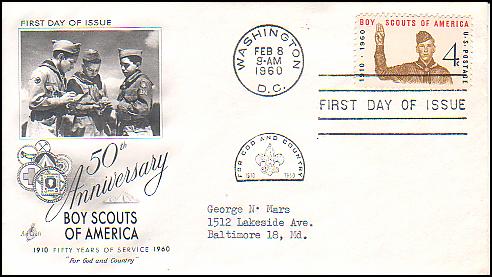 FIRST DAY OF ISSUE
50th
Anniversary
BOY SCOUTS
OF AMERICA
1910 FIFTY YEARS OF SERVICE 1960
"For God and Country"
WASHINGTON
FEB 8
9-AM
1960
D.C.
BOY SCOUTS OF AMERICA
1910-1960
4¢
U.S. POSTAGE
FIRST DAY OF ISSUE
FOR GOD AND COUNTRY
1910 1960
George N. Mars
1512 Lakeside Ave.
Baltimore 18, Md.